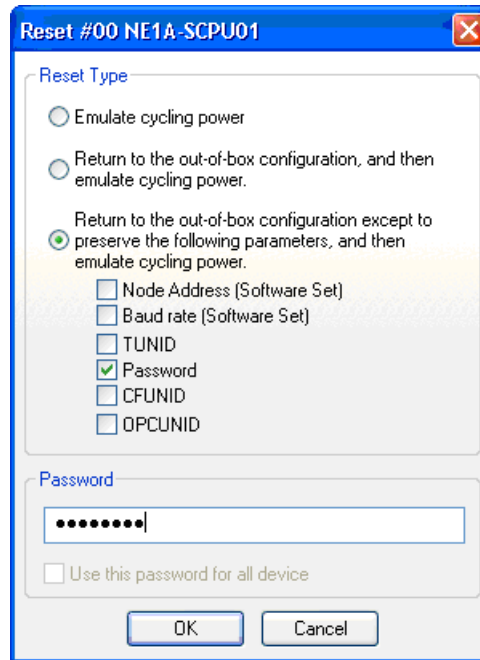 Reset #00 NE1A-SCPU01
Reset Type
Emulate cycling power
Return to the out-of-box configuration, and then
emulate cycling power.
Return to the out-of-box configuration except to
preserve the following parameters, and then
emulate cycling power.
Node Address (Software Set)
Baud rate (Software Set)
TUNID
Password
CFUNID
OPCUNID
Password
••••••••
Use this password for all device
OK
Cancel